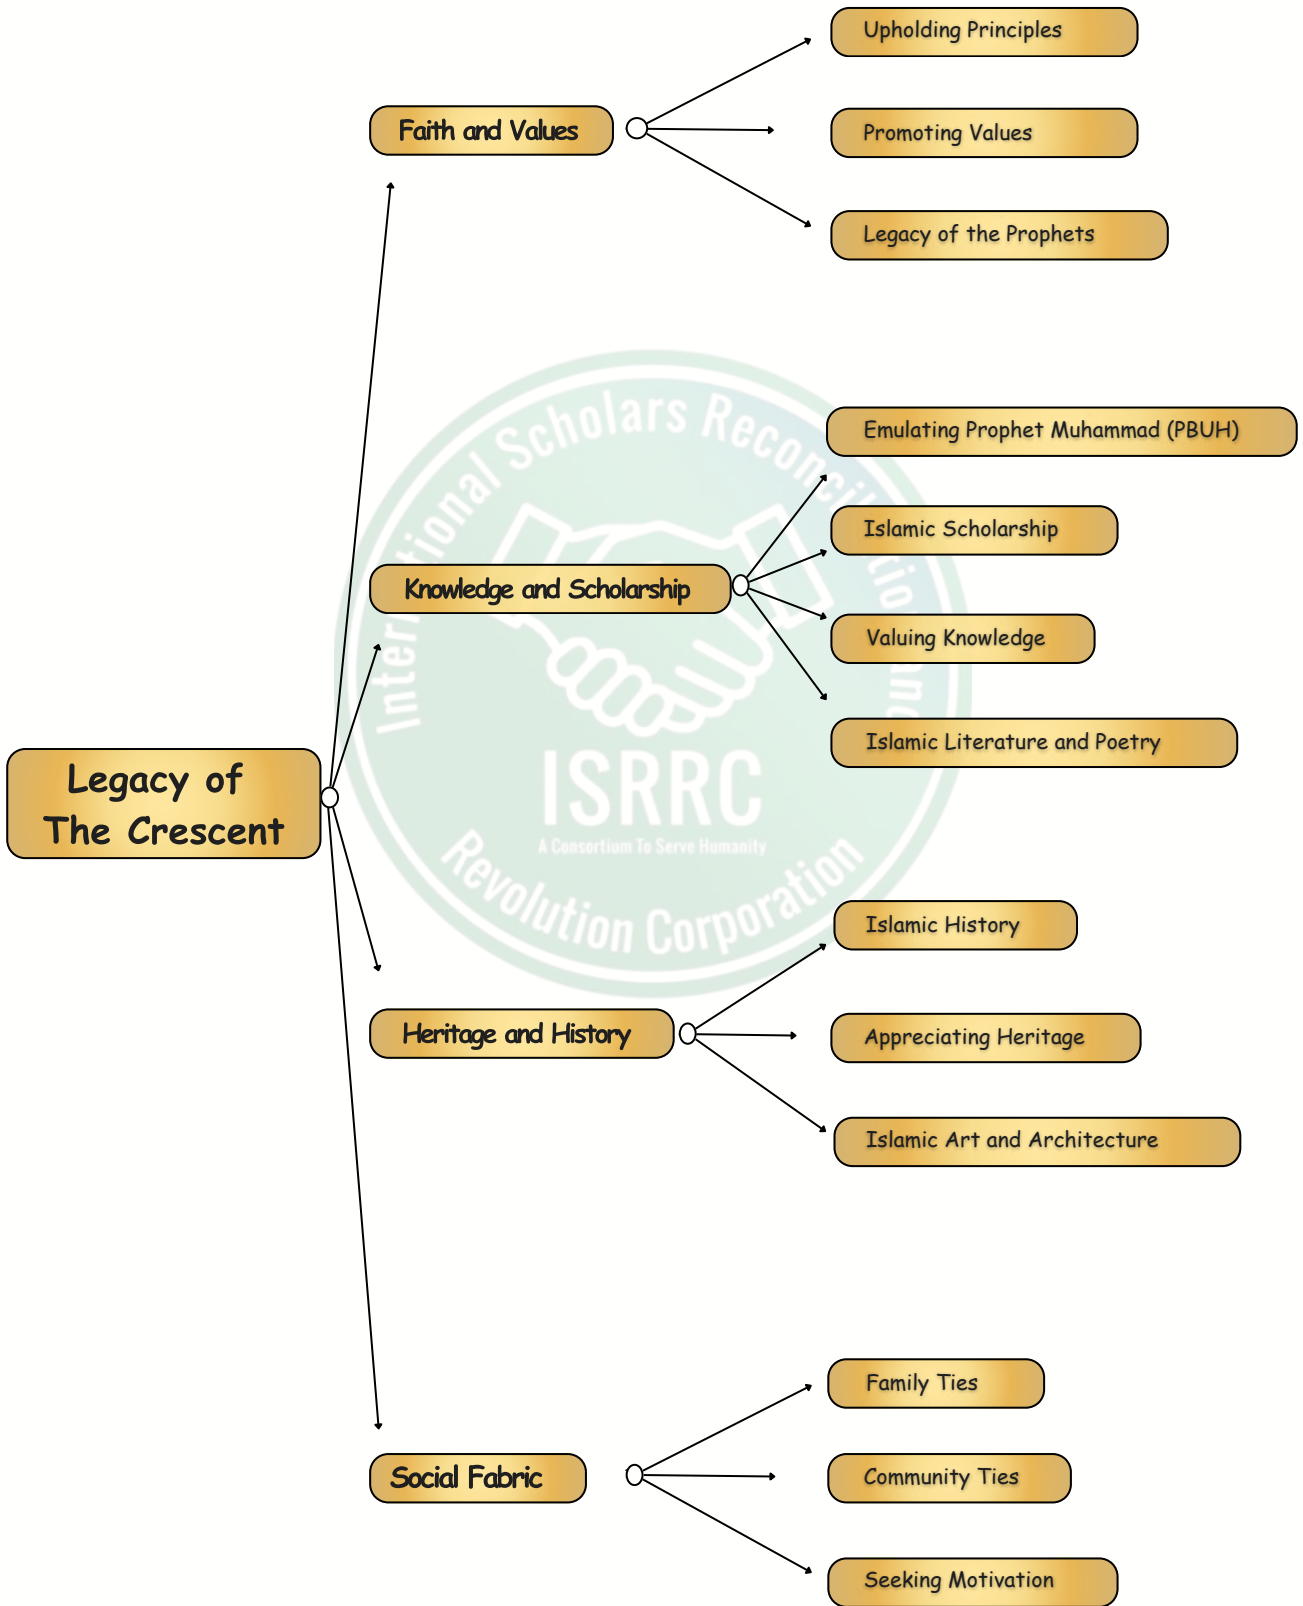 Upholding Principles
Faith and Values
Promoting Values
Legacy of the Prophets
Emulating Prophet Muhammad (PBUH)
Islamic Scholarship
Knowledge and Scholarship
Valuing Knowledge
Islamic Literature and Poetry
Legacy of
The Crescent
Islamic History
Heritage and History
Appreciating Heritage
Islamic Art and Architecture
Family Ties
Social Fabric
Community Ties
Seeking Motivation
Scholars
ISRRC
A Consortium To Serve Humanity
Revolution Corporation